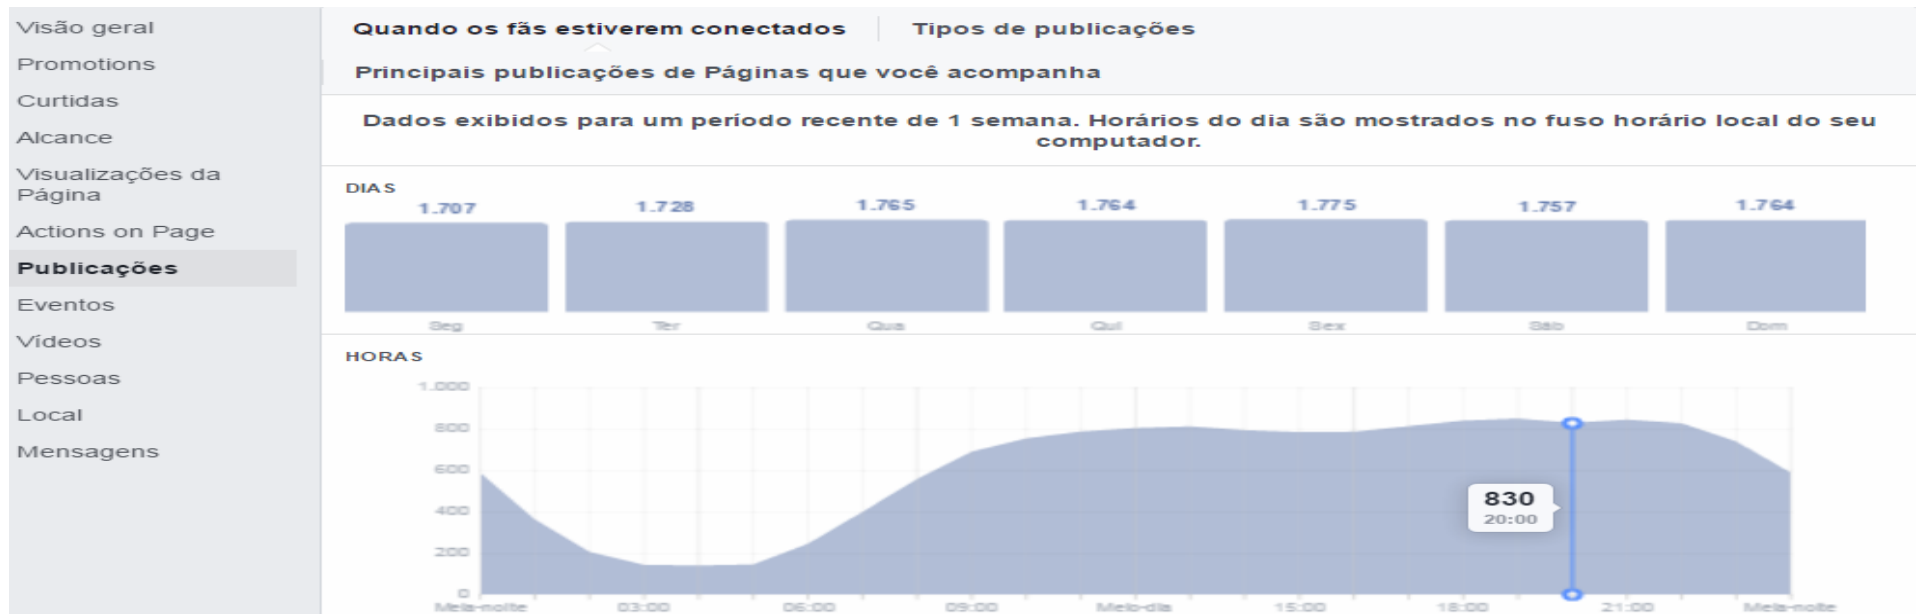 Visão geral
Promotions
Curtidas
Alcance
Visualizações da
Página
Actions on Page
Publicações
Eventos
Vídeos
Pessoas
Local
Mensagens
Quando os fãs estiverem conectados
Tipos de publicações
Principais publicações de Páginas que você acompanha
Dados exibidos para um período recente de 1 semana. Horários do dia são mostrados no fuso horário local do seu
computador.
DIAS
1.707 1.728 1.765 1.764 1.775 1.757 1.764
Seg Ter Qua Qui Sex Sáb Dom
HORAS
1.000
800
600
400
200
0
830
20:00
Meia-noite 03:00 06:00 09:00 Meio-dia 15:00 18:00 21:00 Meia-noite